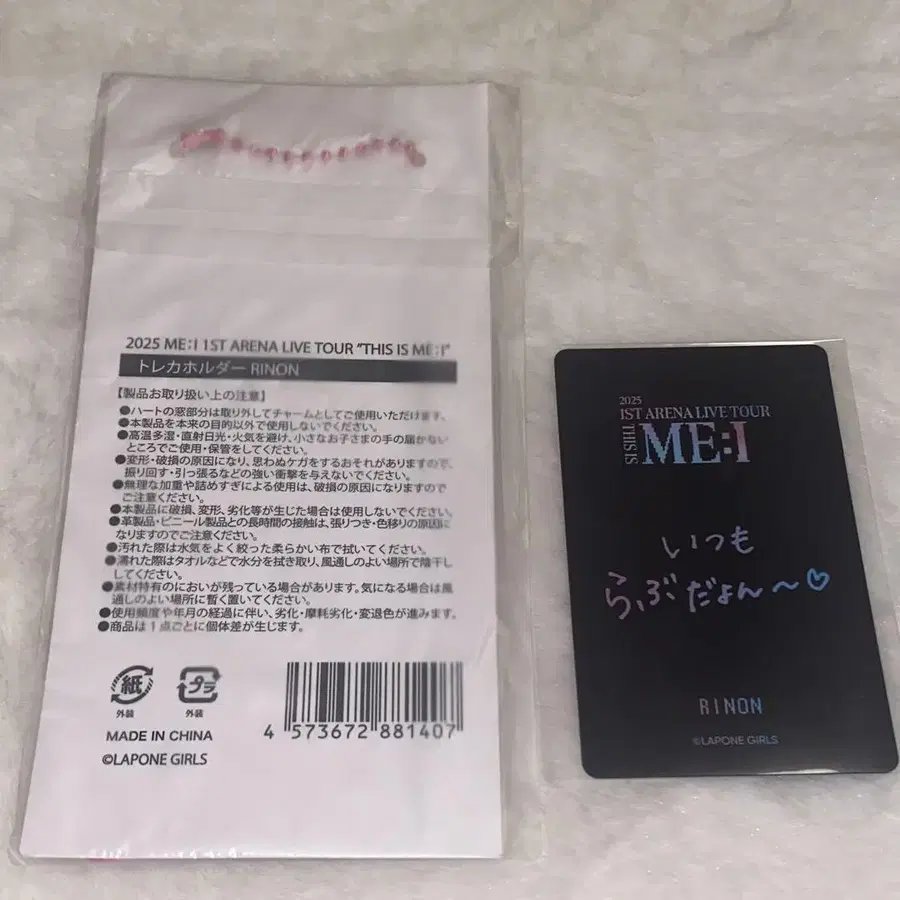 2025 ME:I 1ST ARENA LIVE TOUR "THIS IS ME:I"
トレカホルダー RINON
【製品お取り扱い上の注意】
●ハートの窓部分は取り外してチャームとしてご使用いただけます。
●本製品を本来の目的以外で使用しないでください。
●高温多湿・直射日光・火気を避け、小さなお子さまの手の届かない
ところでご使用・保管をしてください。
●変形・破損の原因になり、思わぬケガをするおそれがありますので、
振り回す・引っ張るなどの強い衝撃を与えないでください。
●無理な加重や詰めすぎによる使用は、破損の原因になりますので
ご注意ください。
●本製品に破損、変形、劣化等が生じた場合は使用しないでください。
●革製品・ビニール製品との長時間の接触は、張りつき・色移りの原因に
なりますのでご注意ください。
●汚れた際は水気をよく絞った柔らかい布で拭いてください。
●濡れた際はタオルなどで水分を拭き取り、風通しのよい場所で陰干し
してください。
●素材特有のにおいが残っている場合があります。気になる場合は風
通しのよい場所に暫く置いてください。
●使用頻度や年月の経過に伴い、劣化・摩耗劣化・変退色が進みます。
●商品は1点ごとに個体差が生じます。
紙
外装
プラ
外装
MADE IN CHINA
©LAPONE GIRLS
4 573672 881407
2025
1ST ARENA LIVE TOUR
THIS IS
ME:I
いつも
らぶだよん〜♡
RINON
©LAPONE GIRLS